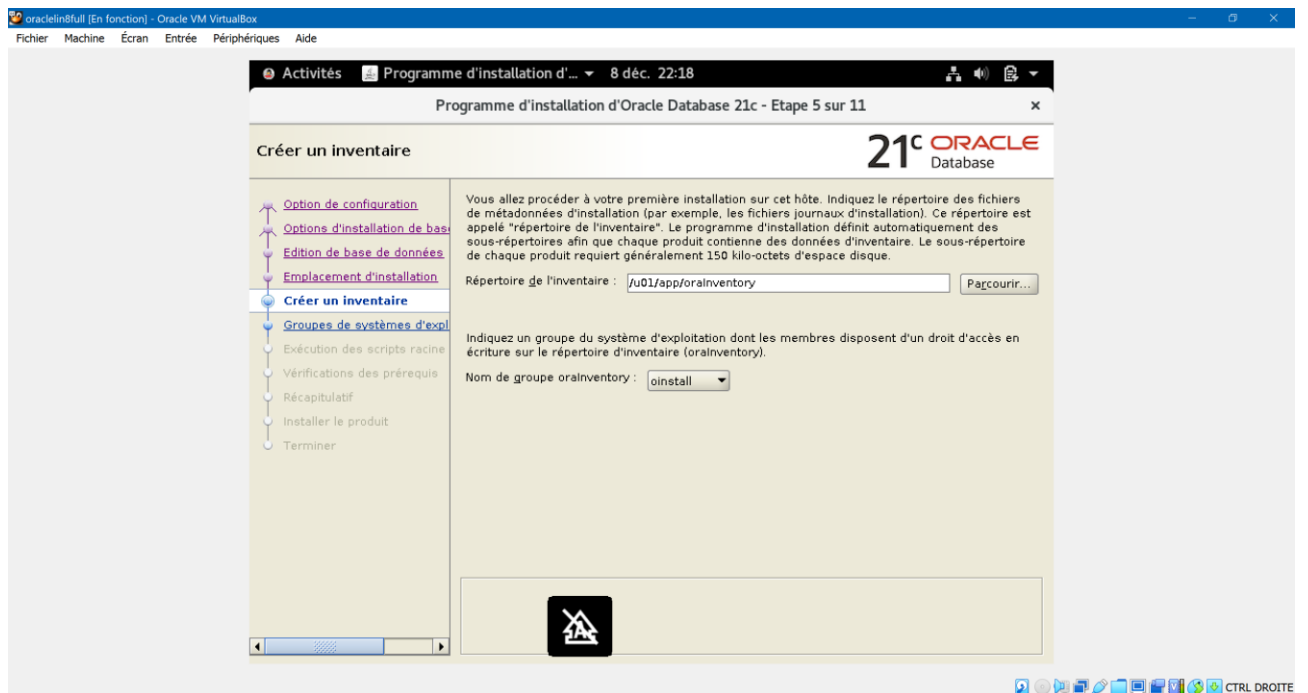 oraclelin8full [En fonction] - Oracle VM VirtualBox
Fichier Machine Écran Entrée Périphériques Aide
Activités Programme d'installation d'... 8 déc. 22:18
Programme d'installation d'Oracle Database 21c - Etape 5 sur 11
Créer un inventaire
21c ORACLE
Database
Option de configuration
Options d'installation de base
Edition de base de données
Emplacement d'installation
Créer un inventaire
Groupes de systèmes d'expl
Exécution des scripts racine
Vérifications des prérequis
Récapitulatif
Installer le produit
Terminer
Vous allez procéder à votre première installation sur cet hôte. Indiquez le répertoire des fichiers
de métadonnées d'installation (par exemple, les fichiers journaux d'installation). Ce répertoire est
appelé "répertoire de l'inventaire". Le programme d'installation définit automatiquement des
sous-répertoires afin que chaque produit contienne des données d'inventaire. Le sous-répertoire
de chaque produit requiert généralement 150 kilo-octets d'espace disque.
Répertoire de l'inventaire : /u01/app/oraInventory Parcourir...
Indiquez un groupe du système d'exploitation dont les membres disposent d'un droit d'accès en
écriture sur le répertoire d'inventaire (oraInventory).
Nom de groupe oraInventory : oinstall
CTRL DROITE